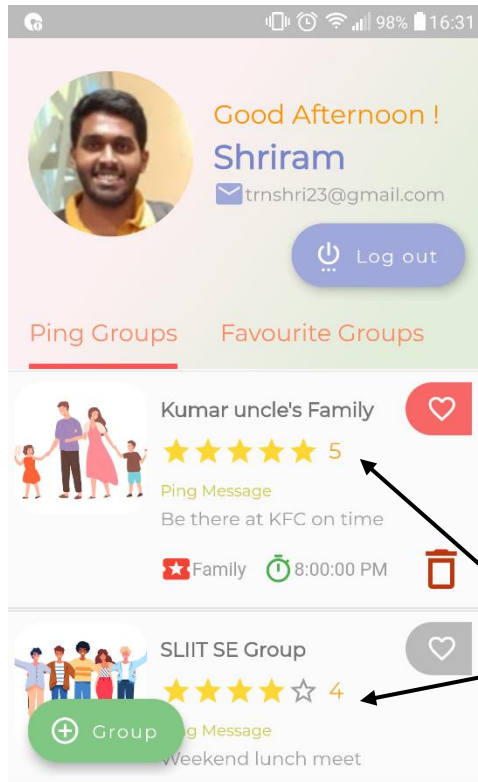 98% 16:31
Good Afternoon !
Shriram
trnshri23@gmail.com
Log out
Ping Groups Favourite Groups
Kumar uncle's Family
5
Ping Message
Be there at KFC on time
Family 8:00:00 PM
SLIIT SE Group
4
Group
Message
Weekend lunch meet